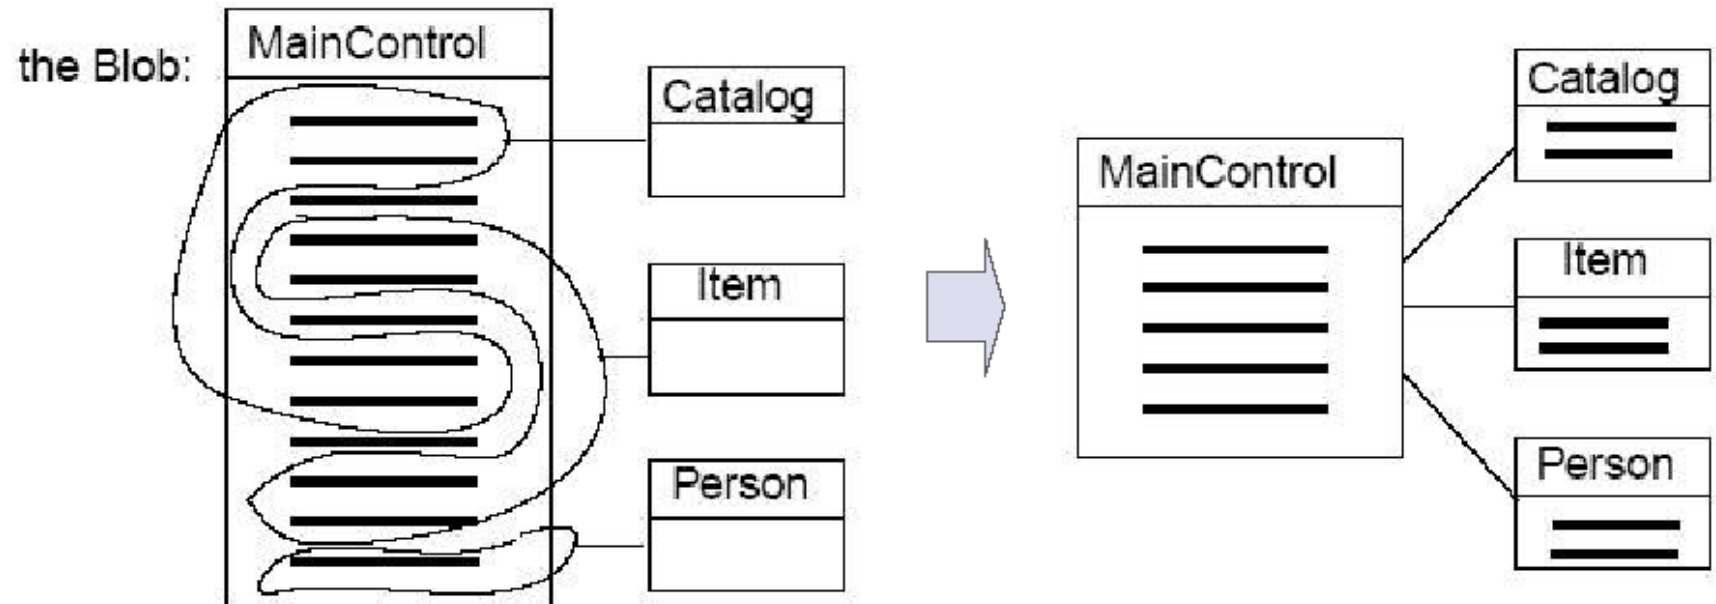 the Blob:
MainControl
Catalog
Item
Person
MainControl
Catalog
Item
Person